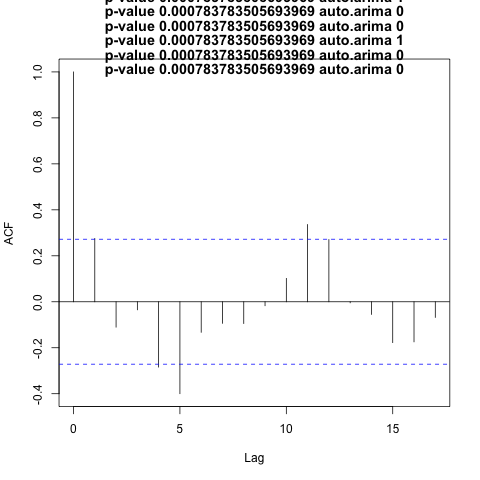 p-value 0.000783783505693969 auto.arima 1
p-value 0.000783783505693969 auto.arima 0
p-value 0.000783783505693969 auto.arima 0
p-value 0.000783783505693969 auto.arima 1
p-value 0.000783783505693969 auto.arima 0
p-value 0.000783783505693969 auto.arima 0
1.0
0.8
0.6
0.4
0.2
0.0
-0.2
-0.4
ACF
0 5 10 15
Lag